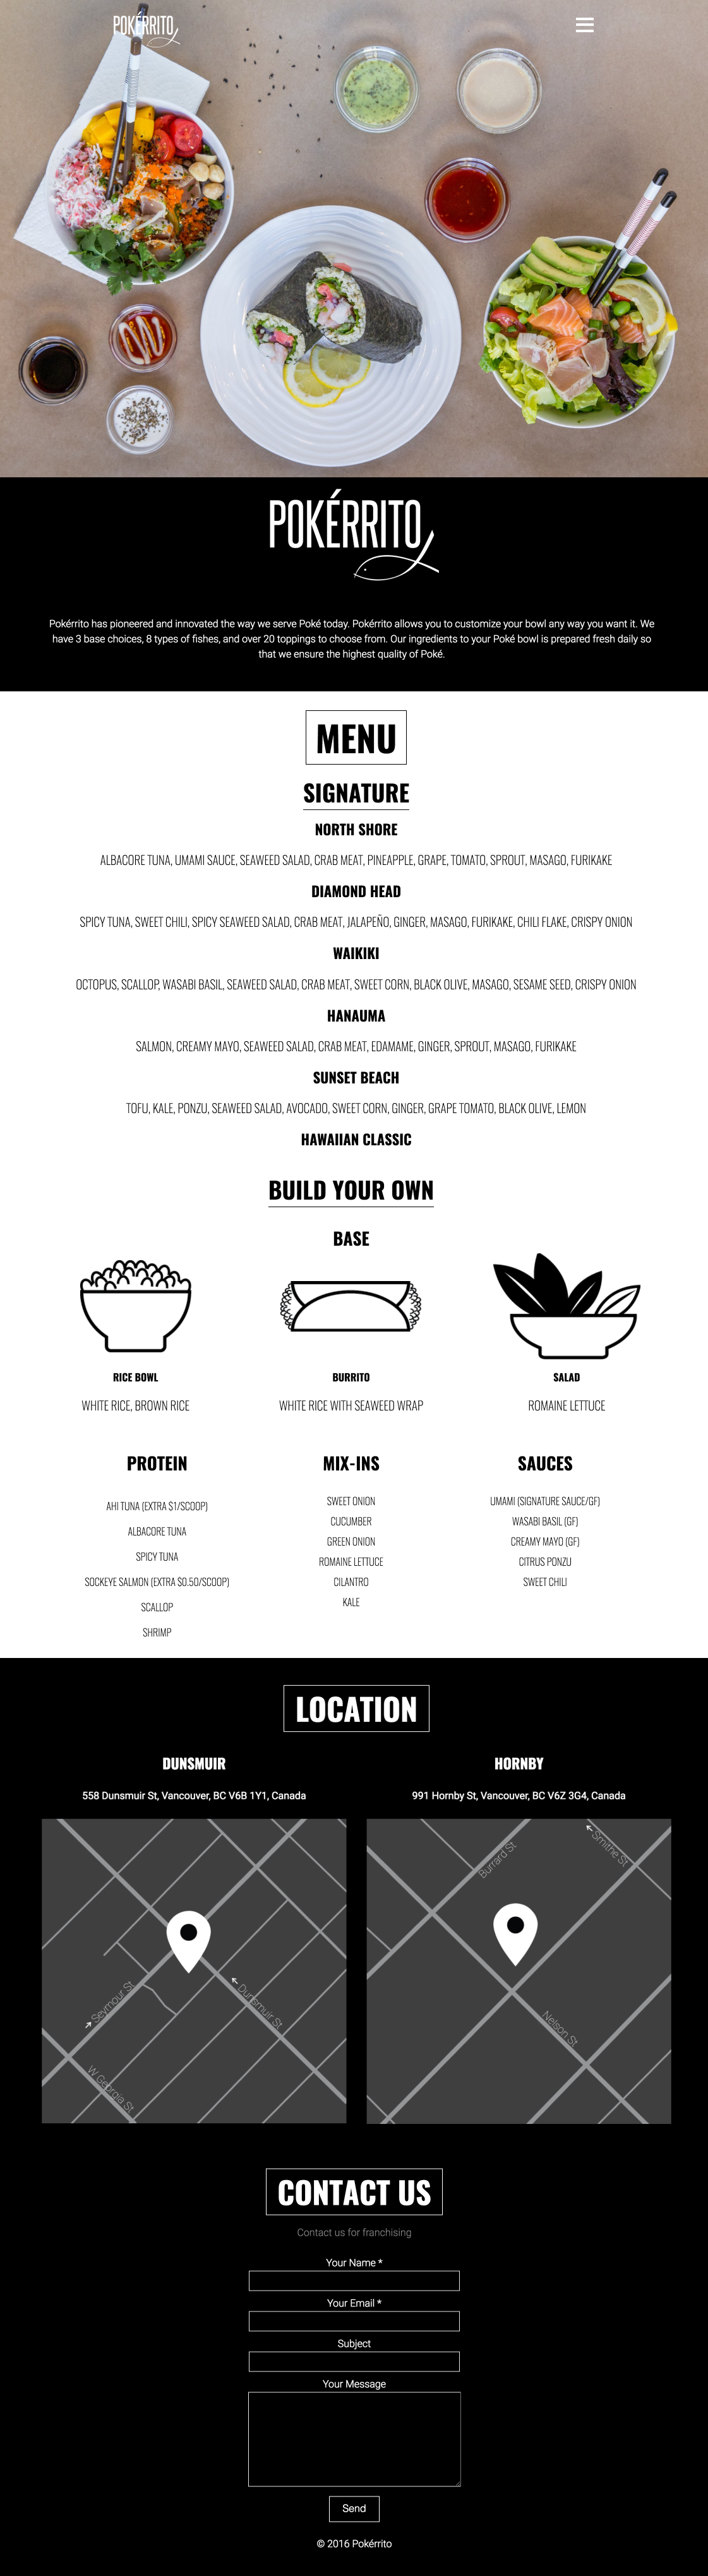 POKÉRRITO
POKÉRRITO
Pokérrito has pioneered and innovated the way we serve Poké today. Pokérrito allows you to customize your bowl any way you want it. We
have 3 base choices, 8 types of fishes, and over 20 toppings to choose from. Our ingredients to your Poké bowl is prepared fresh daily so
that we ensure the highest quality of Poké.
MENU
SIGNATURE
NORTH SHORE
ALBACORE TUNA, UMAMI SAUCE, SEAWEED SALAD, CRAB MEAT, PINEAPPLE, GRAPE, TOMATO, SPROUT, MASAGO, FURIKAKE
DIAMOND HEAD
SPICY TUNA, SWEET CHILI, SPICY SEAWEED SALAD, CRAB MEAT, JALAPEÑO, GINGER, MASAGO, FURIKAKE, CHILI FLAKE, CRISPY ONION
WAIKIKI
OCTOPUS, SCALLOP, WASABI BASIL, SEAWEED SALAD, CRAB MEAT, SWEET CORN, BLACK OLIVE, MASAGO, SESAME SEED, CRISPY ONION
HANAUMA
SALMON, CREAMY MAYO, SEAWEED SALAD, CRAB MEAT, EDAMAME, GINGER, SPROUT, MASAGO, FURIKAKE
SUNSET BEACH
TOFU, KALE, PONZU, SEAWEED SALAD, AVOCADO, SWEET CORN, GINGER, GRAPE TOMATO, BLACK OLIVE, LEMON
HAWAIIAN CLASSIC
BUILD YOUR OWN
BASE
RICE BOWL
WHITE RICE, BROWN RICE
BURRITO
WHITE RICE WITH SEAWEED WRAP
SALAD
ROMAINE LETTUCE
PROTEIN
AHI TUNA (EXTRA $1/SCOOP)
ALBACORE TUNA
SPICY TUNA
SOCKEYE SALMON (EXTRA $0.50/SCOOP)
SCALLOP
SHRIMP
MIX-INS
SWEET ONION
CUCUMBER
GREEN ONION
ROMAINE LETTUCE
CILANTRO
KALE
SAUCES
UMAMI (SIGNATURE SAUCE/GF)
WASABI BASIL (GF)
CREAMY MAYO (GF)
CITRUS PONZU
SWEET CHILI
LOCATION
DUNSMUIR
558 Dunsmuir St, Vancouver, BC V6B 1Y1, Canada
Seymour St
Dunsmuir St
W Georgia St
HORNBY
991 Hornby St, Vancouver, BC V6Z 3G4, Canada
Burrard St
Smithe St
Nelson St
CONTACT US
Contact us for franchising
Your Name *
Your Email *
Subject
Your Message
Send
© 2016 Pokérrito